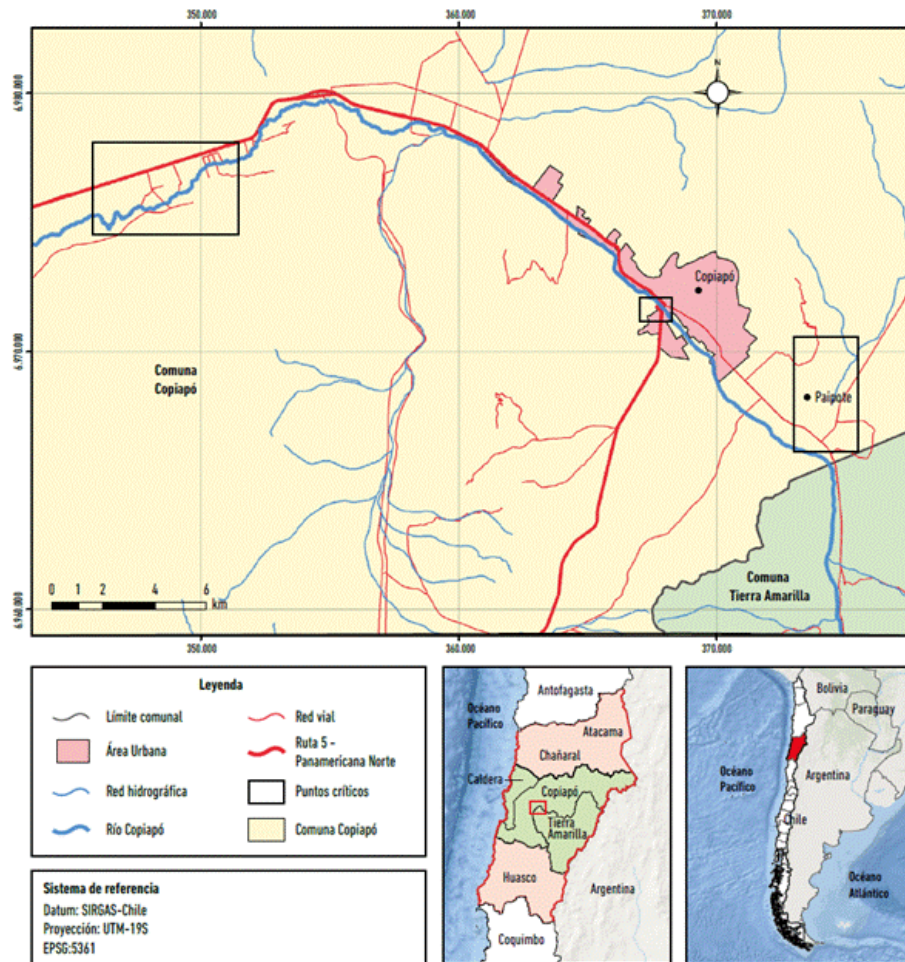 350.000
360.000
370.000
6.980.000
6.970.000
6.960.000
N
Copiapó
Paipote
Comuna
Copiapó
Comuna
Tierra Amarilla
0 1 2 4 6
km
350.000
360.000
370.000
Leyenda
Límite comunal
Área Urbana
Red hidrográfica
Río Copiapó
Red vial
Ruta 5 -
Panamericana Norte
Puntos críticos
Comuna Copiapó
Sistema de referencia
Datum: SIRGAS-Chile
Proyección: UTM-19S
EPSG:5361
Océano
Pacífico
Antofagasta
Atacama
Chañaral
Caldera
Copiapó
Tierra
Amarilla
Huasco
Argentina
Coquimbo
Bolivia
Paraguay
Océano
Pacífico
Argentina
Chile
Océano
Atlántico